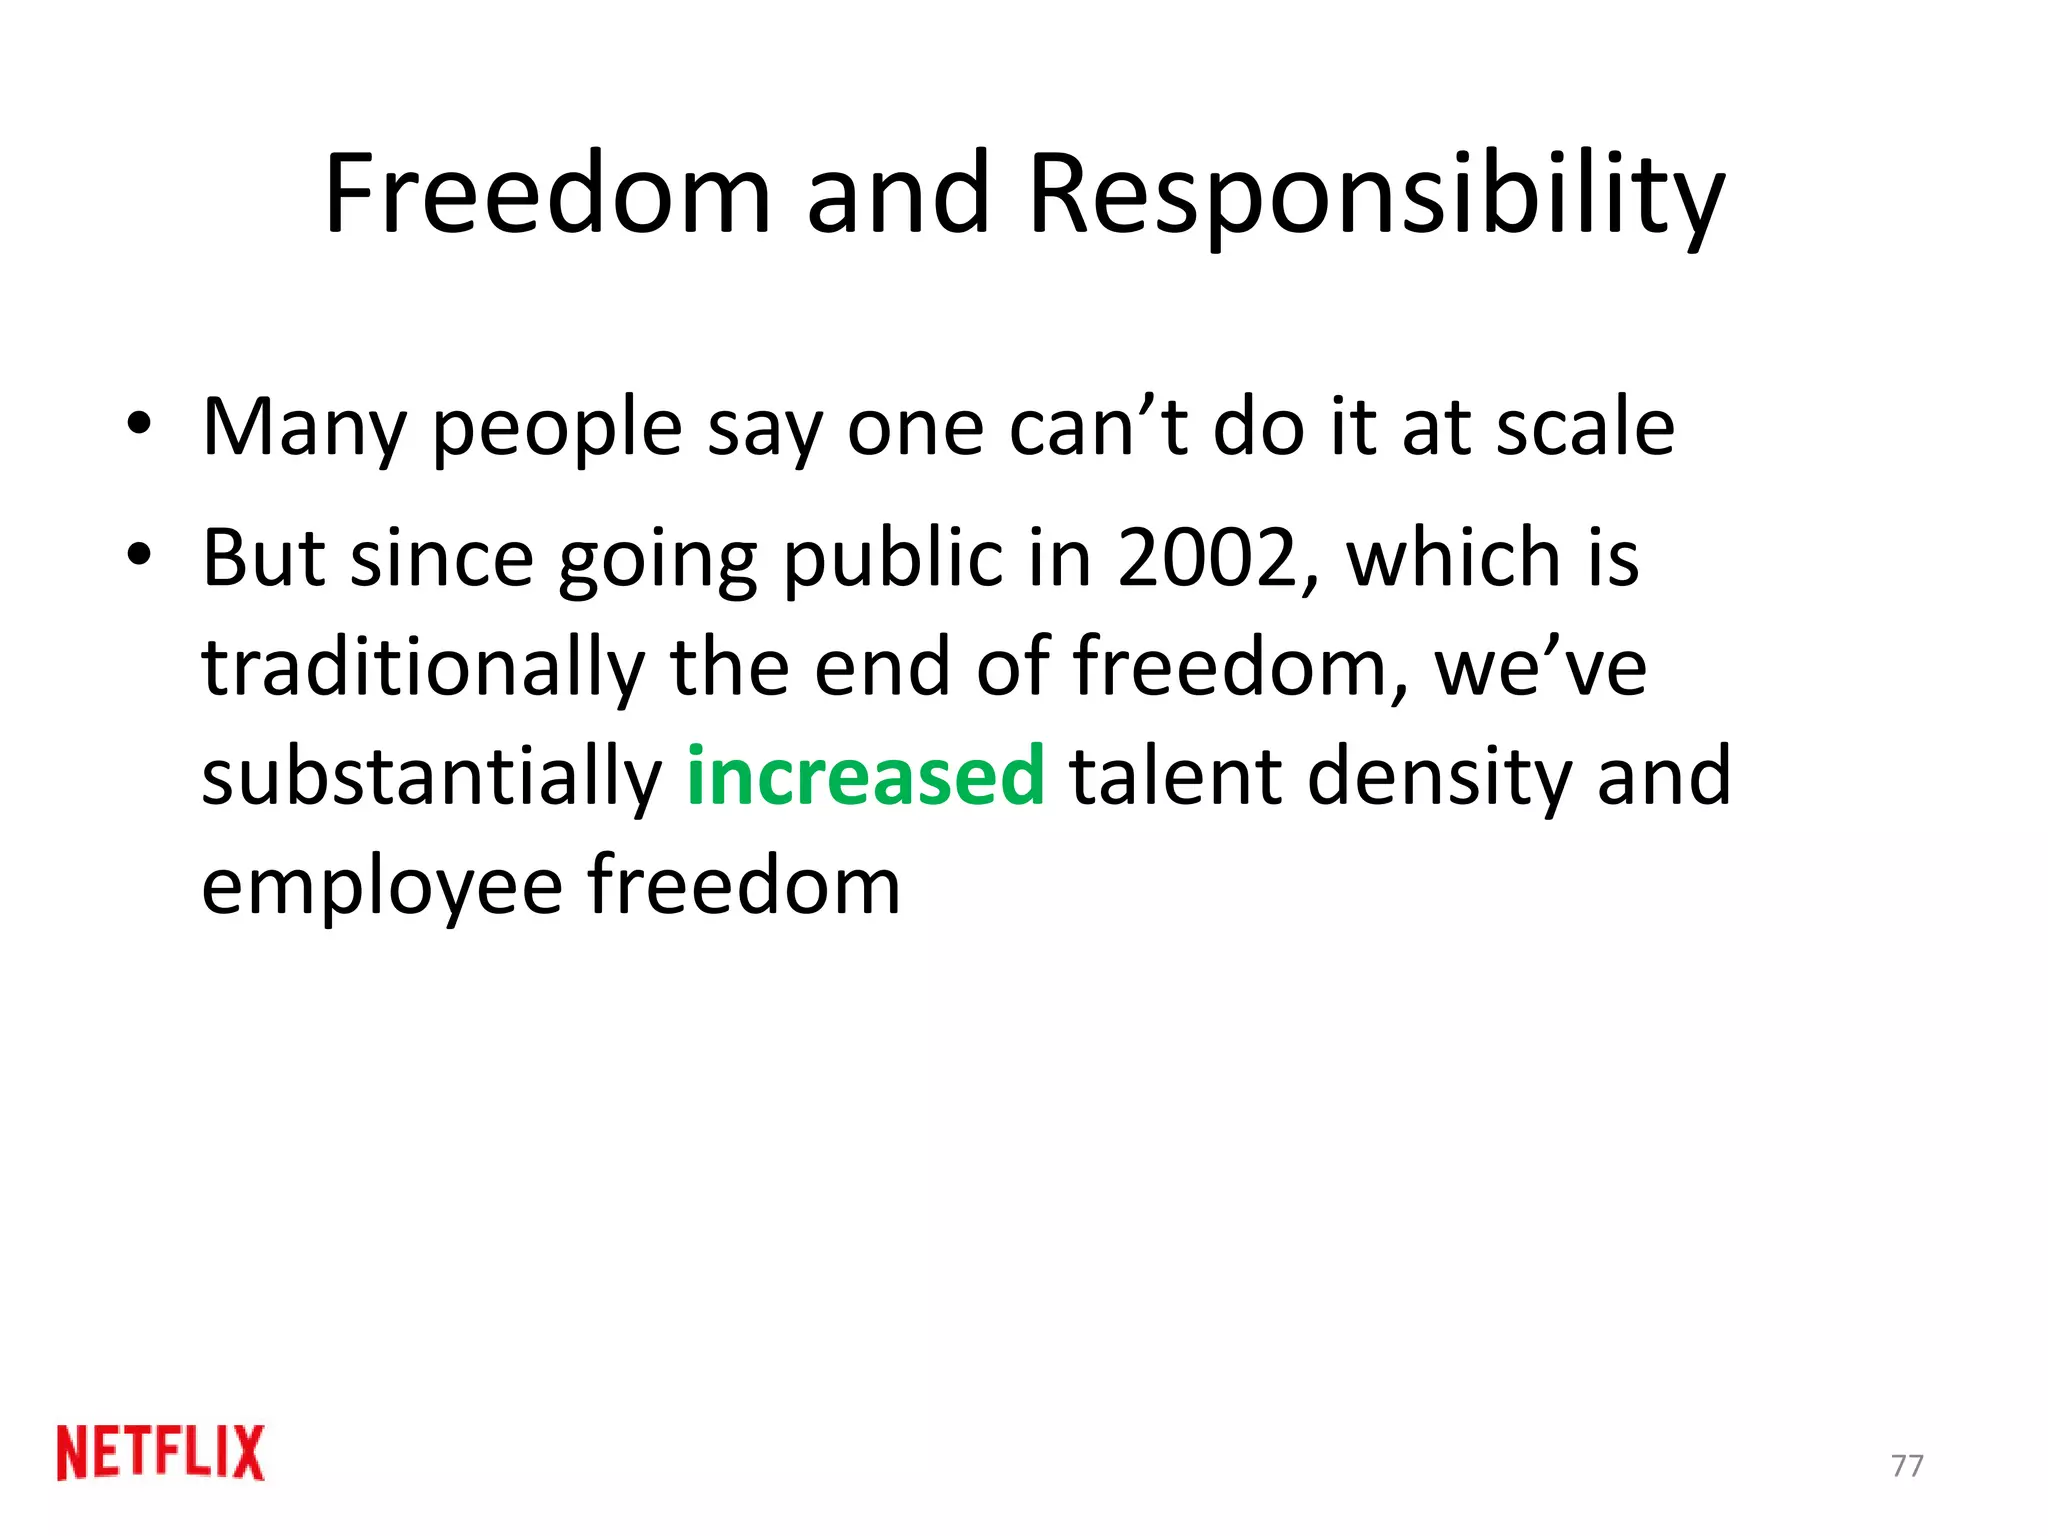 Freedom and Responsibility
• Many people say one can’t do it at scale
• But since going public in 2002, which is
traditionally the end of freedom, we’ve
substantially increased talent density and
employee freedom
NETFLIX
77